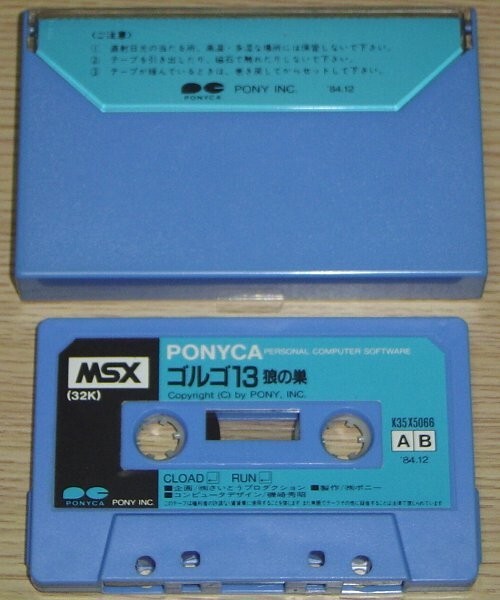 (ご注意)
① 直射日光の当たる所、高温・多湿な場所には保管しないで下さい。
② テープを引き出したり、磁石で触れたりしないで下さい。
③ テープが緩んでいるときは、巻き戻してからセットして下さい。
PONYCA PONY INC. '84.12
PONYCA PERSONAL COMPUTER SOFTWARE
MSX
(32K)
ゴルゴ13 狼の巣
Copyright (C) by PONY, INC.
K35X5066
A B
'84.12
CLOAD RUN
■企画/㈱さいとうプロダクション ■製作/㈱ポニー
■コンピュータデザイン/磯崎秀昭
PONYCA PONY INC.